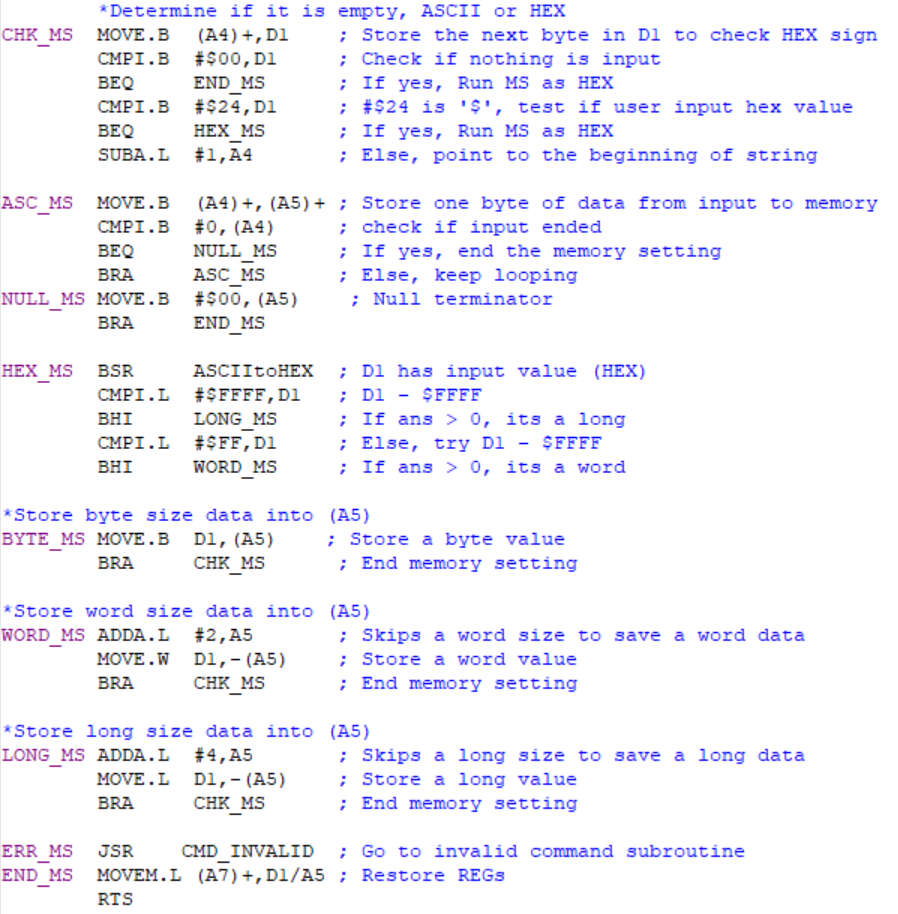 *Determine if it is empty, ASCII or HEX
CHK_MS  MOVE.B  (A4)+,D1    ; Store the next byte in D1 to check HEX sign
        CMPI.B  #$00,D1     ; Check if nothing is input
        BEQ     END_MS      ; If yes, Run MS as HEX
        CMPI.B  #$24,D1     ; #$24 is '$', test if user input hex value
        BEQ     HEX_MS      ; If yes, Run MS as HEX
        SUBA.L  #1,A4       ; Else, point to the beginning of string
ASC_MS  MOVE.B  (A4)+,(A5)+ ; Store one byte of data from input to memory
        CMPI.B  #0,(A4)     ; check if input ended
        BEQ     NULL_MS     ; If yes, end the memory setting
        BRA     ASC_MS      ; Else, keep looping
NULL_MS MOVE.B  #$00,(A5)    ; Null terminator
        BRA     END_MS
HEX_MS  BSR     ASCIItoHEX  ; D1 has input value (HEX)
        CMPI.L  #$FFFF,D1   ; D1 - $FFFF
        BHI     LONG_MS     ; If ans > 0, its a long
        CMPI.L  #$FF,D1     ; Else, try D1 - $FFFF
        BHI     WORD_MS     ; If ans > 0, its a word
*Store byte size data into (A5)
BYTE_MS MOVE.B  D1,(A5)    ; Store a byte value
        BRA     CHK_MS      ; End memory setting
*Store word size data into (A5)
WORD_MS ADDA.L  #2,A5       ; Skips a word size to save a word data
        MOVE.W  D1,-(A5)    ; Store a word value
        BRA     CHK_MS      ; End memory setting
*Store long size data into (A5)
LONG_MS ADDA.L  #4,A5       ; Skips a long size to save a long data
        MOVE.L  D1,-(A5)    ; Store a long value
        BRA     CHK_MS      ; End memory setting
ERR_MS  JSR    CMD_INVALID  ; Go to invalid command subroutine
END_MS  MOVEM.L (A7)+,D1/A5 ; Restore REGs
        RTS